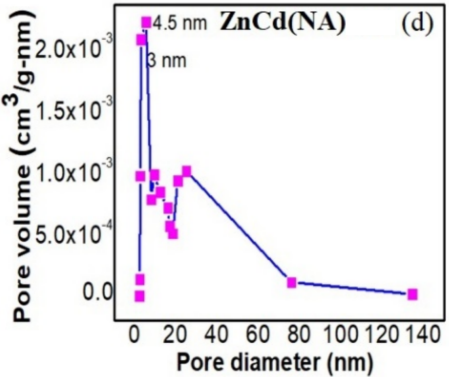 4.5 nm ZnCd(NA) (d)
3 nm
Pore volume (cm³/g-nm)
2.0x10⁻³
1.5x10⁻³
1.0x10⁻³
5.0x10⁻⁴
0.0
0 20 40 60 80 100 120 140
Pore diameter (nm)